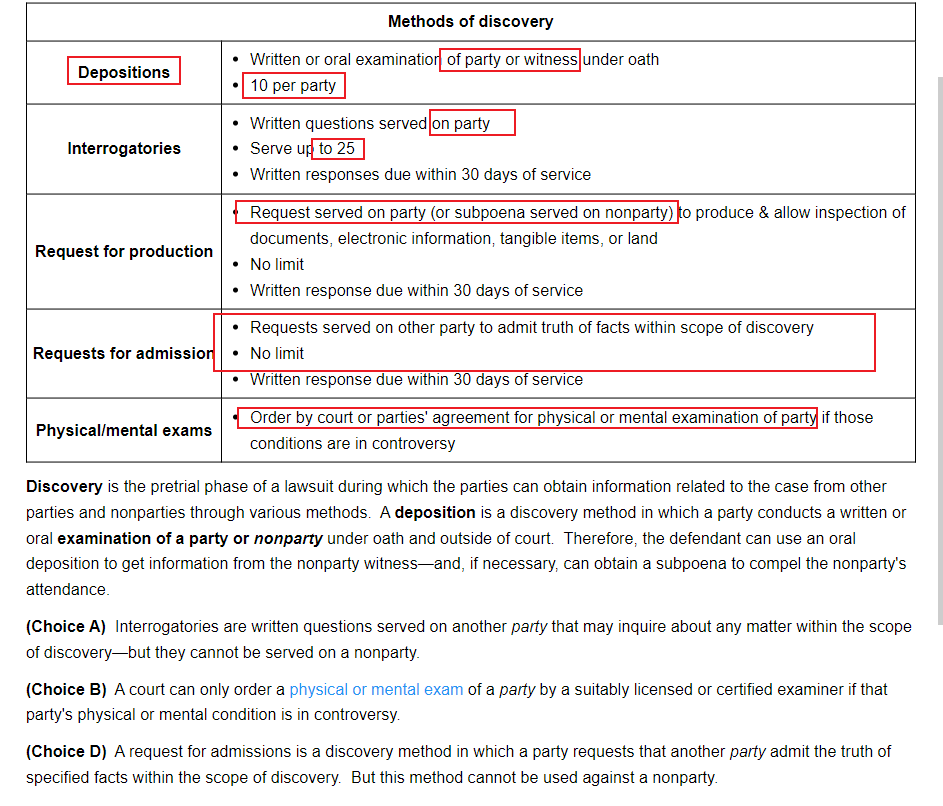 Methods of discovery
Depositions
• Written or oral examination of party or witness under oath
• 10 per party
Interrogatories
• Written questions served on party
• Serve up to 25
• Written responses due within 30 days of service
Request for production
• Request served on party (or subpoena served on nonparty) to produce & allow inspection of
documents, electronic information, tangible items, or land
• No limit
• Written response due within 30 days of service
Requests for admission
• Requests served on other party to admit truth of facts within scope of discovery
• No limit
• Written response due within 30 days of service
Physical/mental exams
• Order by court or parties' agreement for physical or mental examination of party if those
conditions are in controversy
Discovery is the pretrial phase of a lawsuit during which the parties can obtain information related to the case from other
parties and nonparties through various methods. A deposition is a discovery method in which a party conducts a written or
oral examination of a party or nonparty under oath and outside of court. Therefore, the defendant can use an oral
deposition to get information from the nonparty witness—and, if necessary, can obtain a subpoena to compel the nonparty's
attendance.
(Choice A) Interrogatories are written questions served on another party that may inquire about any matter within the scope
of discovery—but they cannot be served on a nonparty.
(Choice B) A court can only order a physical or mental exam of a party by a suitably licensed or certified examiner if that
party's physical or mental condition is in controversy.
(Choice D) A request for admissions is a discovery method in which a party requests that another party admit the truth of
specified facts within the scope of discovery. But this method cannot be used against a nonparty.